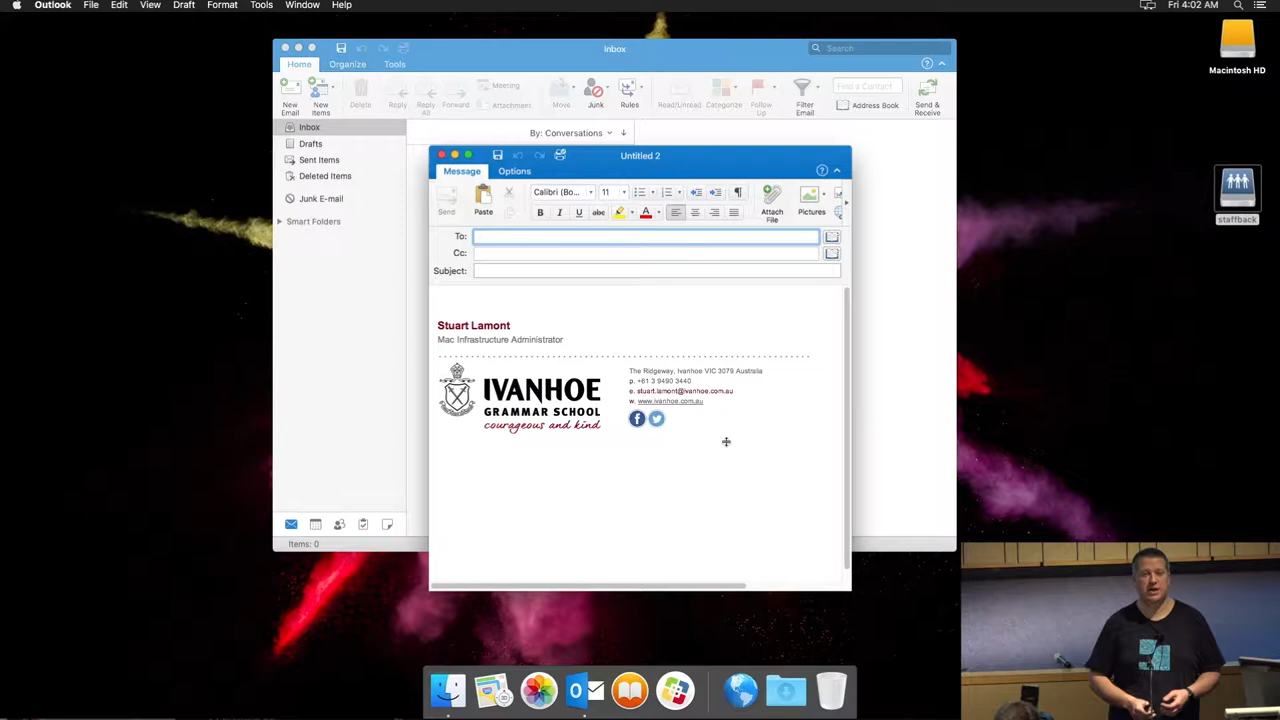 Outlook File Edit View Draft Format Tools Window Help Fri 4:02 AM
Macintosh HD
staffback
Inbox
Search
Home Organize Tools
New Email
New Items
Delete
Reply
Reply All
Forward
Meeting
Attachment
Move
Junk
Rules
Read/Unread
Categorize
Follow Up
Filter Email
Find a Contact
Address Book
Send & Receive
Inbox
Drafts
Sent Items
Deleted Items
Junk E-mail
Smart Folders
By: Conversations
Items: 0
Untitled 2
Message Options
Send
Paste
Calibri (Bo... 11
B I U abc A
Attach File
Pictures
To:
Cc:
Subject:
Stuart Lamont
Mac Infrastructure Administrator
IVANHOE
GRAMMAR SCHOOL
courageous and kind
The Ridgeway, Ivanhoe VIC 3079 Australia
p. +61 3 9490 3440
e. stuart.lamont@ivanhoe.com.au
w. www.ivanhoe.com.au